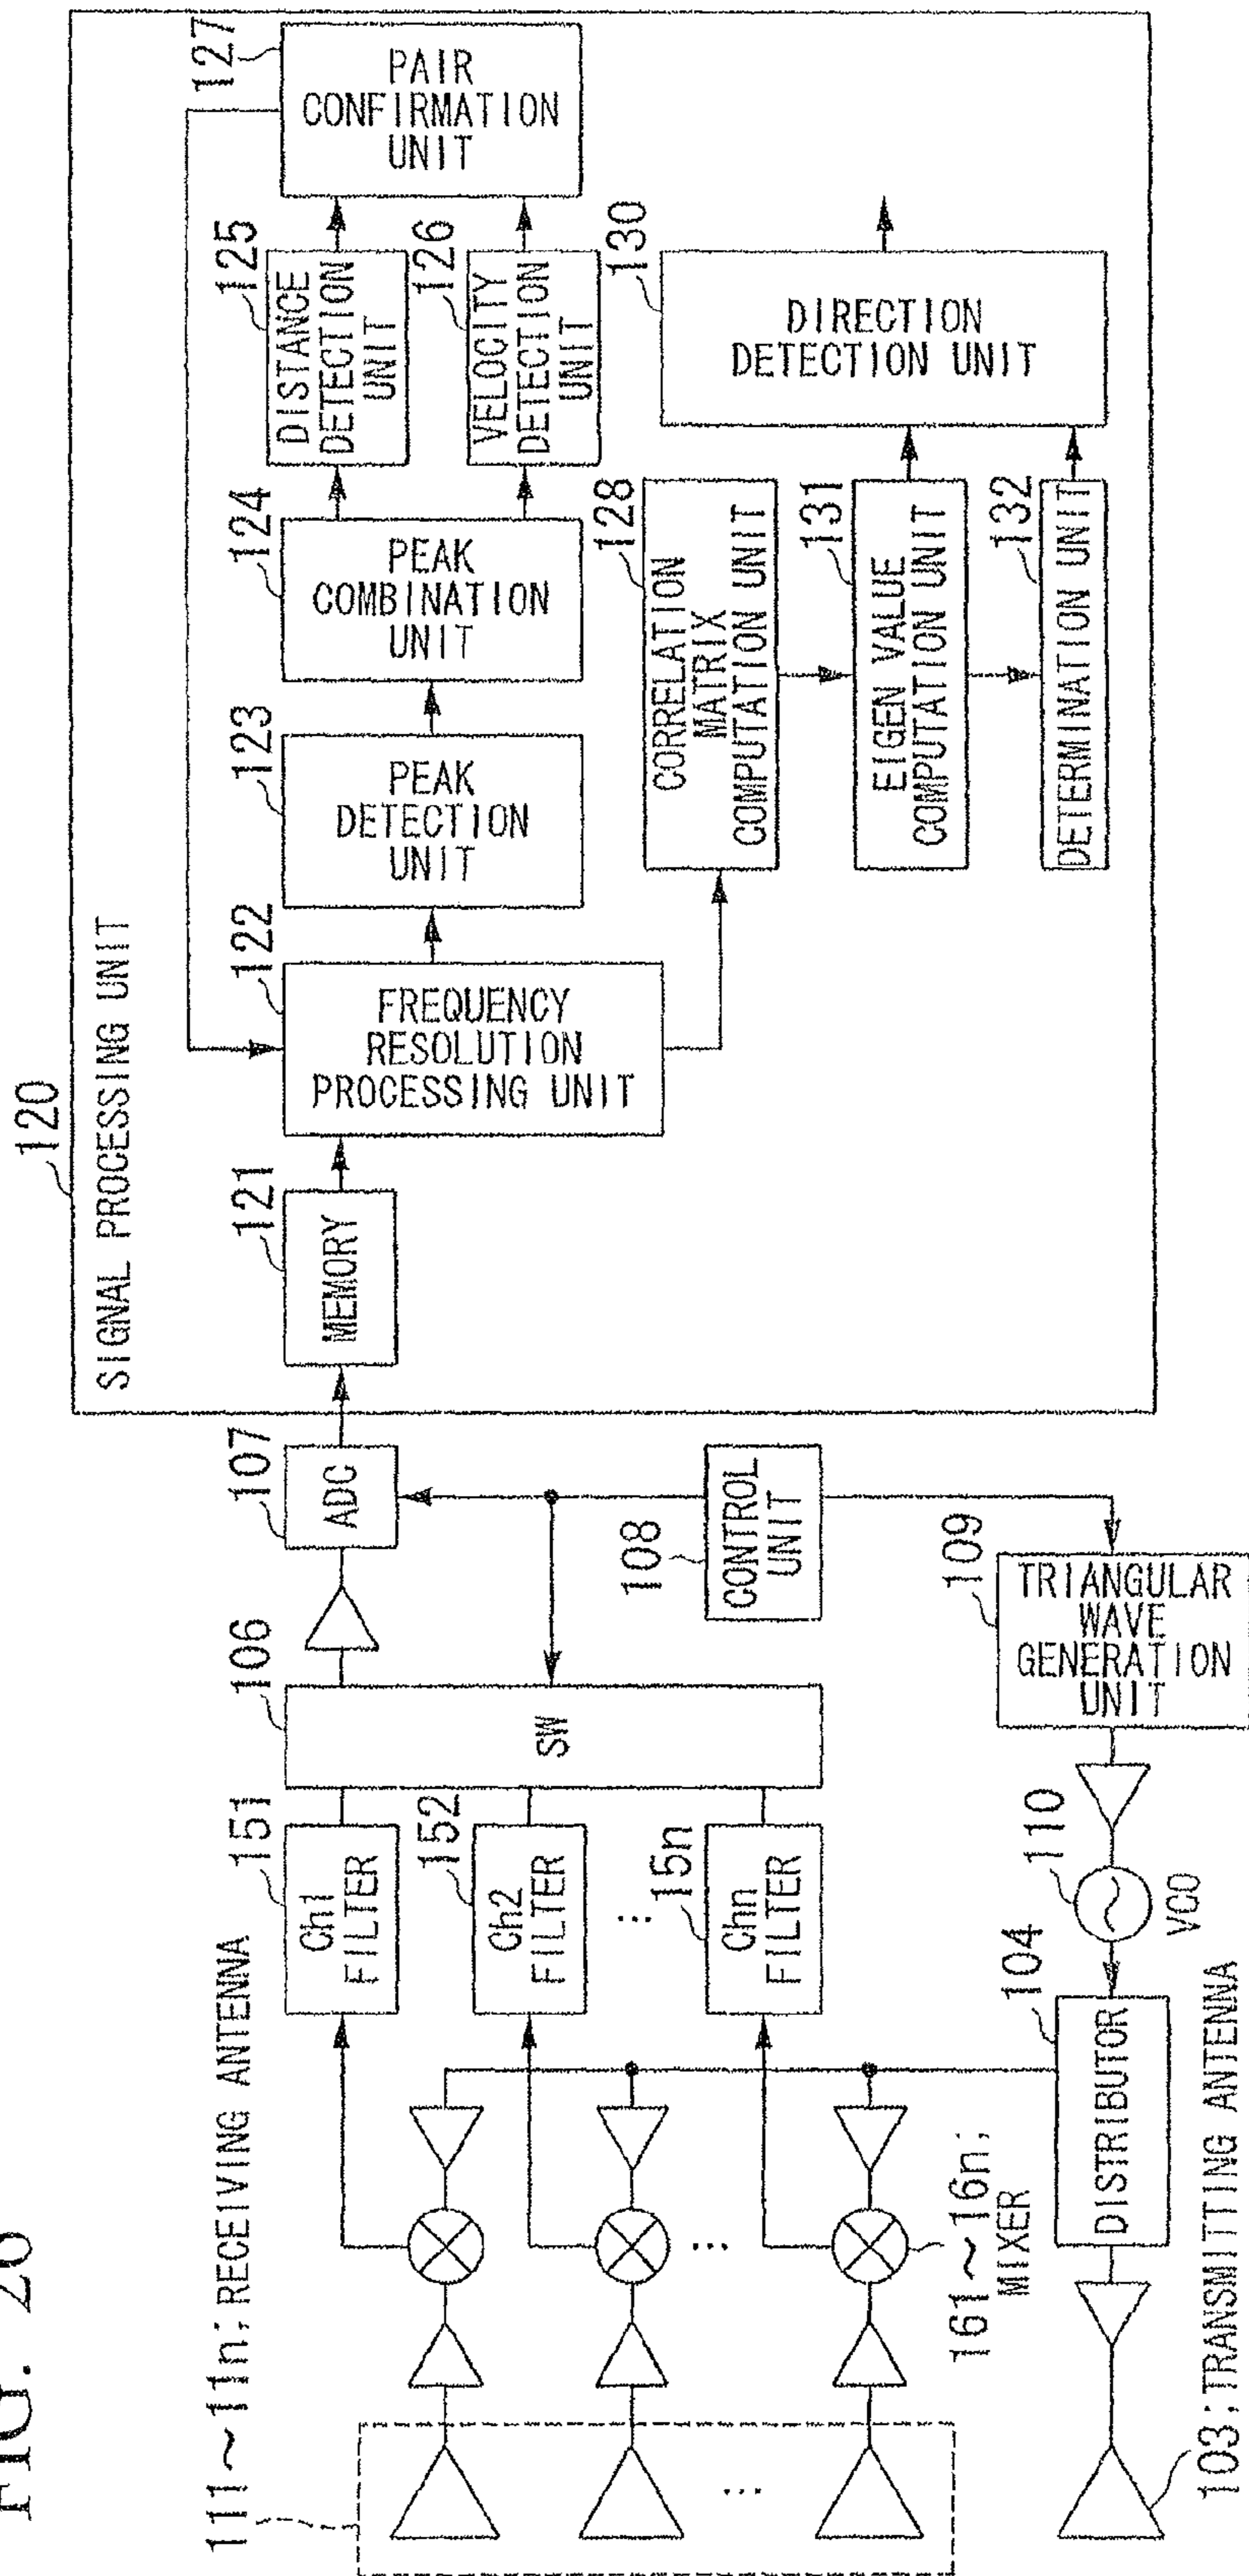 FIG. 26
120
SIGNAL PROCESSING UNIT
111～11n; RECEIVING ANTENNA
151
Ch1
FILTER
152
Ch2
FILTER
...
15n
Chn
FILTER
106
SW
107
ADC
108
CONTROL
UNIT
109
TRIANGULAR
WAVE
GENERATION
UNIT
110
VCO
104
DISTRIBUTOR
...
...
161～16n;
MIXER
103; TRANSMITTING ANTENNA
121
MEMORY
122
FREQUENCY
RESOLUTION
PROCESSING UNIT
123
PEAK
DETECTION
UNIT
124
PEAK
COMBINATION
UNIT
125
DISTANCE
DETECTION
UNIT
126
VELOCITY
DETECTION
UNIT
127
PAIR
CONFIRMATION
UNIT
128
CORRELATION
MATRIX
COMPUTATION UNIT
131
EIGEN VALUE
COMPUTATION UNIT
132
DETERMINATION UNIT
130
DIRECTION
DETECTION UNIT